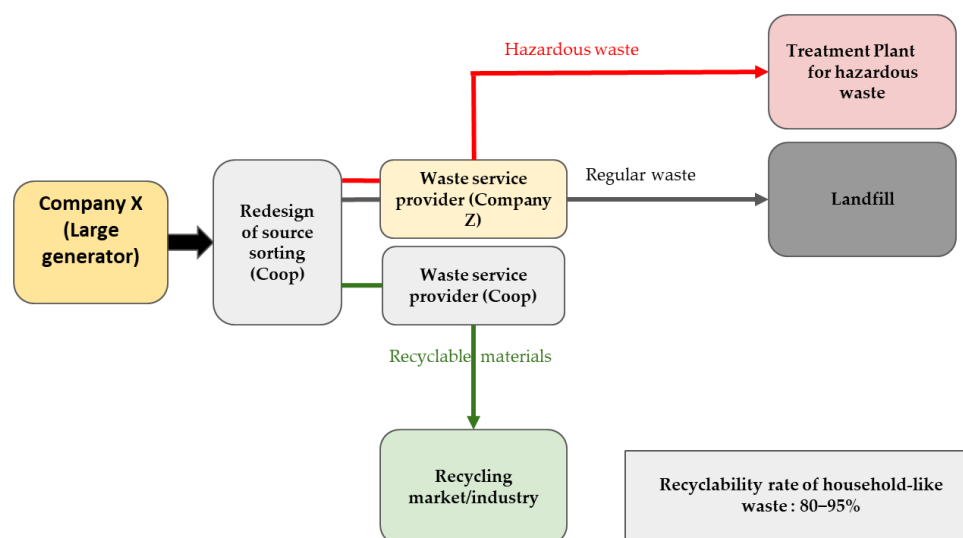 Hazardous waste
Treatment Plant
for hazardous
waste
Company X
(Large
generator)
Redesign
of source
sorting
(Coop)
Waste service
provider (Company
Z)
Regular waste
Landfill
Waste service
provider (Coop)
Recyclable materials
Recycling
market/industry
Recyclability rate of household-like
waste : 80–95%